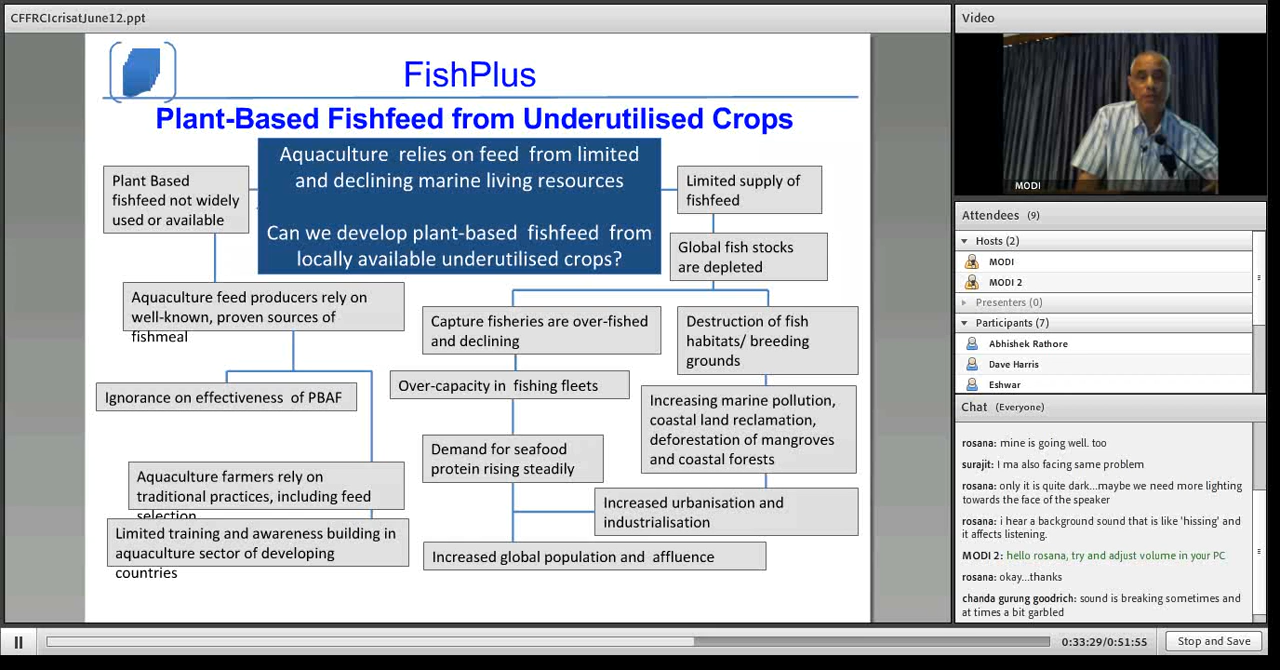 CFFRCIcrisatJune12.ppt
FishPlus
Plant-Based Fishfeed from Underutilised Crops
Aquaculture relies on feed from limited
and declining marine living resources
Can we develop plant-based fishfeed from
locally available underutilised crops?
Plant Based
fishfeed not widely
used or available
Limited supply of
fishfeed
Global fish stocks
are depleted
Aquaculture feed producers rely on
well-known, proven sources of
fishmeal
Capture fisheries are over-fished
and declining
Destruction of fish
habitats/ breeding
grounds
Ignorance on effectiveness of PBAF
Over-capacity in fishing fleets
Increasing marine pollution,
coastal land reclamation,
deforestation of mangroves
and coastal forests
Demand for seafood
protein rising steadily
Aquaculture farmers rely on
traditional practices, including feed
selection
Increased urbanisation and
industrialisation
Limited training and awareness building in
aquaculture sector of developing
countries
Increased global population and affluence
0:33:29/0:51:55
Stop and Save
Video
MODI
Attendees (9)
Hosts (2)
MODI
MODI 2
Presenters (0)
Participants (7)
Abhishek Rathore
Dave Harris
Eshwar
Chat (Everyone)
rosana: mine is going well. too
surajit: I ma also facing same problem
rosana: only it is quite dark...maybe we need more lighting
towards the face of the speaker
rosana: i hear a background sound that is like 'hissing' and
it affects listening.
MODI 2: hello rosana, try and adjust volume in your PC
rosana: okay...thanks
chanda gurung goodrich: sound is breaking sometimes and
at times a bit garbled